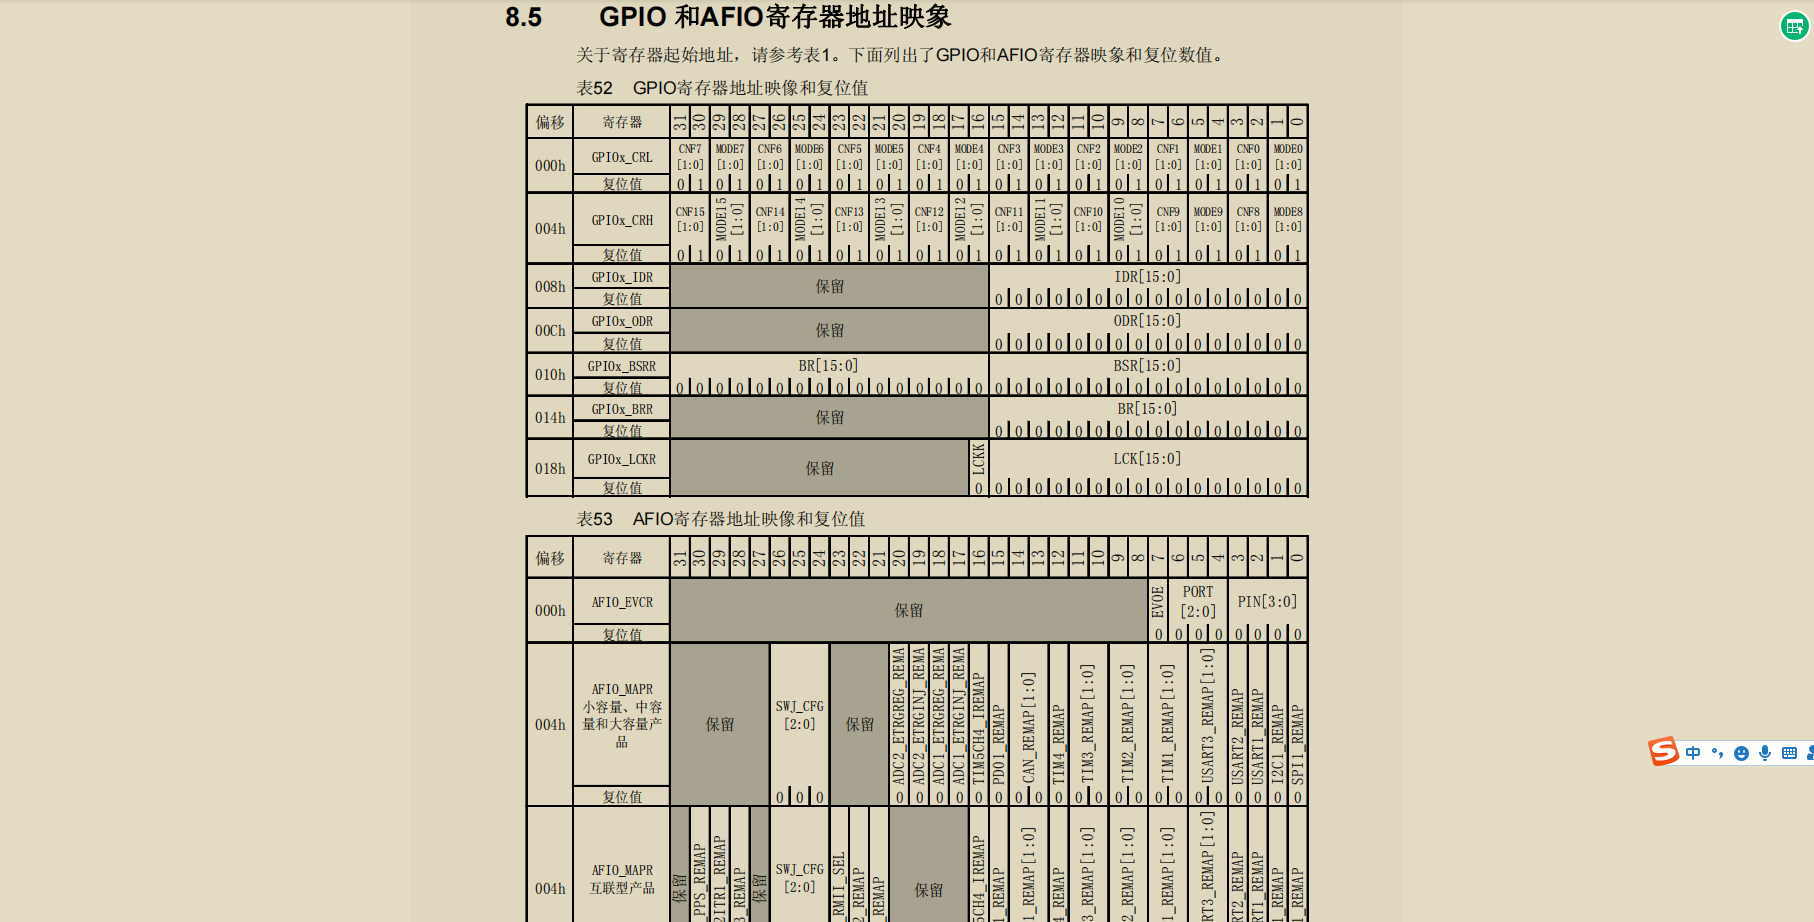 8.5 GPIO 和AFIO寄存器地址映象
关于寄存器起始地址，请参考表1。下面列出了GPIO和AFIO寄存器映象和复位数值。
表52 GPIO寄存器地址映像和复位值
偏移 寄存器 31 30 29 28 27 26 25 24 23 22 21 20 19 18 17 16 15 14 13 12 11 10 9 8 7 6 5 4 3 2 1 0
000h GPIOx_CRL CNF7 [1:0] MODE7 [1:0] CNF6 [1:0] MODE6 [1:0] CNF5 [1:0] MODE5 [1:0] CNF4 [1:0] MODE4 [1:0] CNF3 [1:0] MODE3 [1:0] CNF2 [1:0] MODE2 [1:0] CNF1 [1:0] MODE1 [1:0] CNF0 [1:0] MODE0 [1:0]
复位值 0 1 0 1 0 1 0 1 0 1 0 1 0 1 0 1 0 1 0 1 0 1 0 1 0 1 0 1 0 1 0 1
004h GPIOx_CRH CNF15 [1:0] MODE15 [1:0] CNF14 [1:0] MODE14 [1:0] CNF13 [1:0] MODE13 [1:0] CNF12 [1:0] MODE12 [1:0] CNF11 [1:0] MODE11 [1:0] CNF10 [1:0] MODE10 [1:0] CNF9 [1:0] MODE9 [1:0] CNF8 [1:0] MODE8 [1:0]
复位值 0 1 0 1 0 1 0 1 0 1 0 1 0 1 0 1 0 1 0 1 0 1 0 1 0 1 0 1 0 1 0 1
008h GPIOx_IDR 保留 IDR[15:0]
复位值 0 0 0 0 0 0 0 0 0 0 0 0 0 0 0 0
00Ch GPIOx_ODR 保留 ODR[15:0]
复位值 0 0 0 0 0 0 0 0 0 0 0 0 0 0 0 0
010h GPIOx_BSRR BR[15:0] BSR[15:0]
复位值 0 0 0 0 0 0 0 0 0 0 0 0 0 0 0 0 0 0 0 0 0 0 0 0 0 0 0 0 0 0 0 0
014h GPIOx_BRR 保留 BR[15:0]
复位值 0 0 0 0 0 0 0 0 0 0 0 0 0 0 0 0
018h GPIOx_LCKR 保留 LCKK LCK[15:0]
复位值 0 0 0 0 0 0 0 0 0 0 0 0 0 0 0 0 0
表53 AFIO寄存器地址映像和复位值
偏移 寄存器 31 30 29 28 27 26 25 24 23 22 21 20 19 18 17 16 15 14 13 12 11 10 9 8 7 6 5 4 3 2 1 0
000h AFIO_EVCR 保留 EVOE PORT [2:0] PIN[3:0]
复位值 0 0 0 0 0 0 0 0
004h AFIO_MAPR 小容量、中容量和大容量产品 保留 SWJ_CFG [2:0] 保留 ADC2_ETRGREG_REMA ADC2_ETRGINJ_REMA ADC1_ETRGREG_REMA ADC1_ETRGINJ_REMA TIM5CH4_IREMAP PD01_REMAP CAN_REMAP[1:0] TIM4_REMAP TIM3_REMAP[1:0] TIM2_REMAP[1:0] TIM1_REMAP[1:0] USART3_REMAP[1:0] USART2_REMAP USART1_REMAP I2C1_REMAP SPI1_REMAP
复位值 0 0 0 0 0 0 0 0 0 0 0 0 0 0 0 0 0 0 0 0 0 0 0 0
004h AFIO_MAPR 互联型产品 保留 _PPS_REMAP 2ITR1_REMAP 3_REMAP 保留 SWJ_CFG [2:0] RMII_SEL 2_REMAP _REMAP 保留 5CH4_IREMAP 1_REMAP 1_REMAP[1:0] 4_REMAP 3_REMAP[1:0] 2_REMAP[1:0] 1_REMAP[1:0] RT3_REMAP[1:0] RT2_REMAP RT1_REMAP 1_REMAP 1_REMAP
S 中